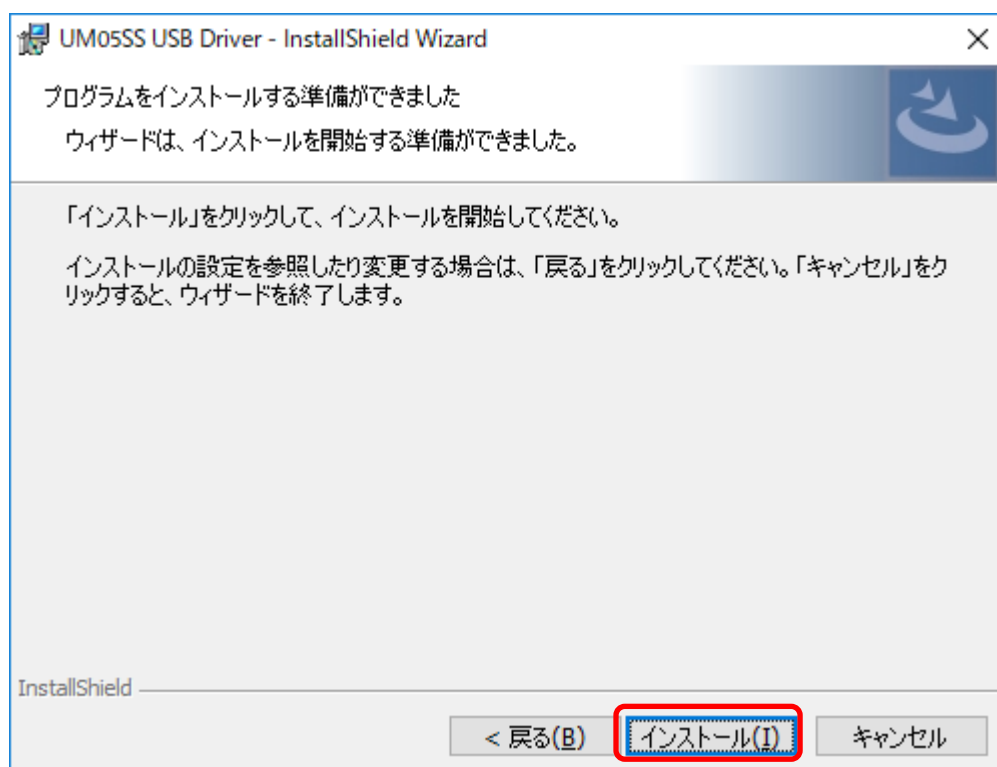 UM05SS USB Driver - InstallShield Wizard
プログラムをインストールする準備ができました
ウィザードは、インストールを開始する準備ができました。
「インストール」をクリックして、インストールを開始してください。
インストールの設定を参照したり変更する場合は、「戻る」をクリックしてください。「キャンセル」をク
リックすると、ウィザードを終了します。
InstallShield
< 戻る(B)
インストール(I)
キャンセル